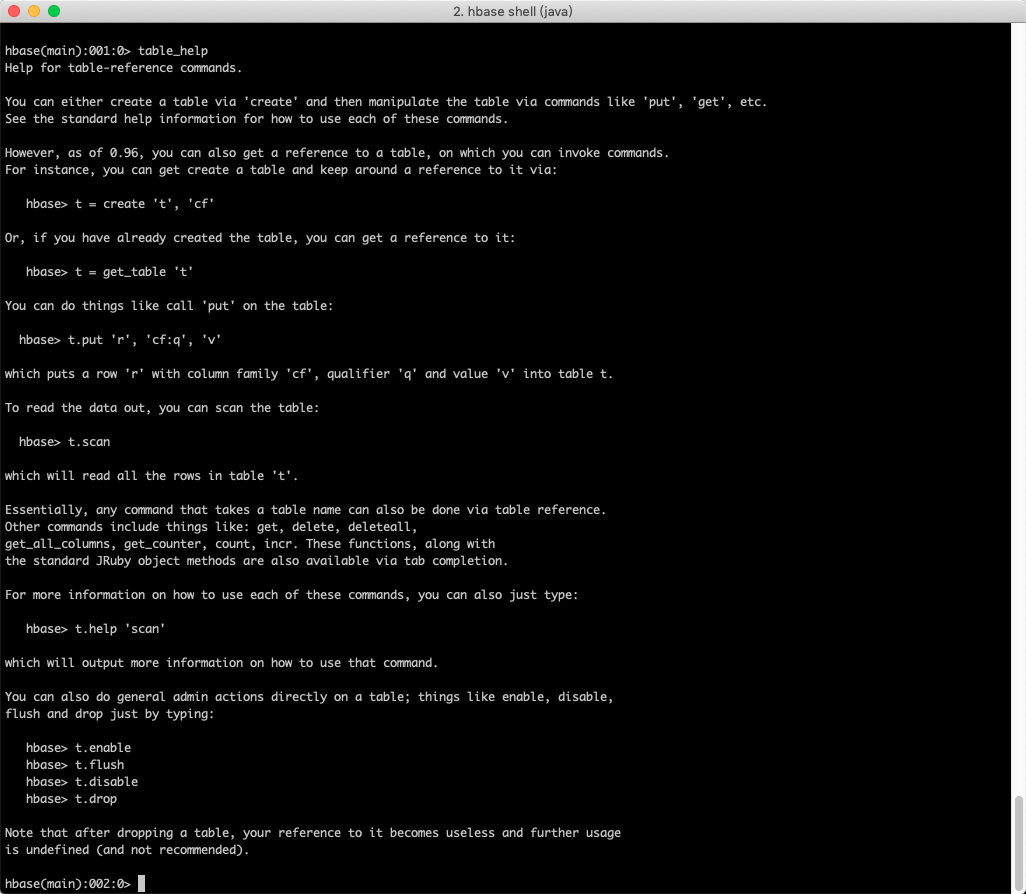 2. hbase shell (java)
hbase(main):001:0> table_help
Help for table-reference commands.
You can either create a table via 'create' and then manipulate the table via commands like 'put', 'get', etc.
See the standard help information for how to use each of these commands.
However, as of 0.96, you can also get a reference to a table, on which you can invoke commands.
For instance, you can get create a table and keep around a reference to it via:
hbase> t = create 't', 'cf'
Or, if you have already created the table, you can get a reference to it:
hbase> t = get_table 't'
You can do things like call 'put' on the table:
hbase> t.put 'r', 'cf:q', 'v'
which puts a row 'r' with column family 'cf', qualifier 'q' and value 'v' into table t.
To read the data out, you can scan the table:
hbase> t.scan
which will read all the rows in table 't'.
Essentially, any command that takes a table name can also be done via table reference.
Other commands include things like: get, delete, deleteall,
get_all_columns, get_counter, count, incr. These functions, along with
the standard JRuby object methods are also available via tab completion.
For more information on how to use each of these commands, you can also just type:
hbase> t.help 'scan'
which will output more information on how to use that command.
You can also do general admin actions directly on a table; things like enable, disable,
flush and drop just by typing:
hbase> t.enable
hbase> t.flush
hbase> t.disable
hbase> t.drop
Note that after dropping a table, your reference to it becomes useless and further usage
is undefined (and not recommended).
hbase(main):002:0>